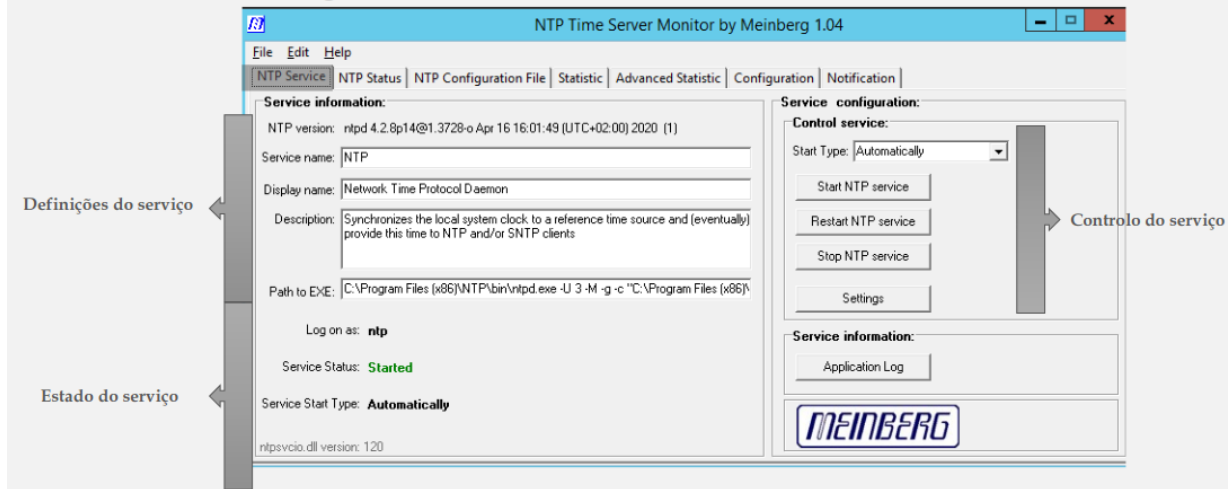 NTP Time Server Monitor by Meinberg 1.04
File Edit Help
NTP Service NTP Status NTP Configuration File Statistic Advanced Statistic Configuration Notification
Service information:
NTP version: ntpd 4.2.8p14@1.3728-o Apr 16 16:01:49 (UTC+02:00) 2020 (1)
Service name: NTP
Display name: Network Time Protocol Daemon
Description: Synchronizes the local system clock to a reference time source and (eventually)
provide this time to NTP and/or SNTP clients
Path to EXE: C:\Program Files (x86)\NTP\bin\ntpd.exe -U 3 -M -g -c "C:\Program Files (x86)\
Log on as: ntp
Service Status: Started
Service Start Type: Automatically
ntpsvcio.dll version: 120
Definições do serviço
Estado do serviço
Service configuration:
Control service:
Start Type: Automatically
Start NTP service
Restart NTP service
Stop NTP service
Settings
Controlo do serviço
Service information:
Application Log
MEINBERG